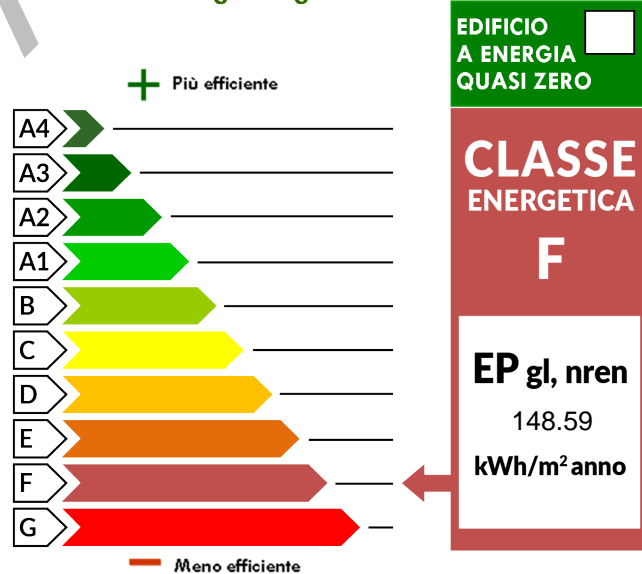 EDIFICIO
A ENERGIA
QUASI ZERO
Più efficiente
A4
A3
A2
A1
B
C
D
E
F
G
Meno efficiente
CLASSE
ENERGETICA
F
EP gl, nren
148.59
kWh/m² anno